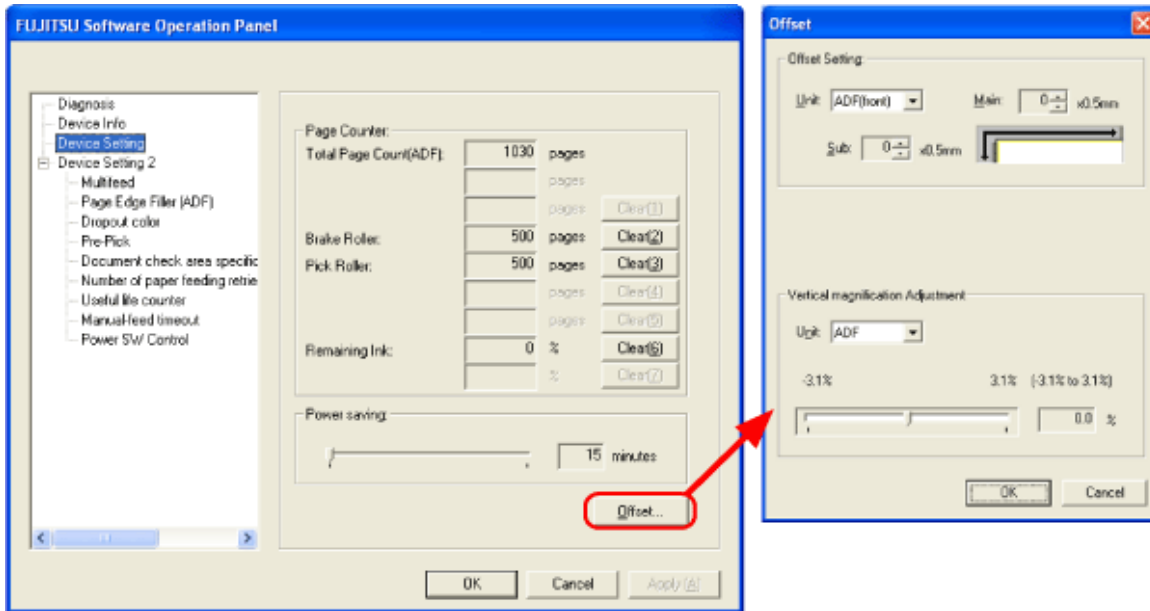 FUJITSU Software Operation Panel
Diagnosis
Device Info
Device Setting
Device Setting 2
Multifeed
Page Edge Filler (ADF)
Dropout color
Pre-Pick
Document check area specific
Number of paper feeding retrie
Useful life counter
Manual-feed timeout
Power SW Control
Page Counter:
Total Page Count(ADF): 1030 pages
pages
pages Clear(1)
Brake Roller: 500 pages Clear(2)
Pick Roller: 500 pages Clear(3)
pages Clear(4)
pages Clear(5)
Remaining Ink: 0 % Clear(6)
% Clear(7)
Power saving:
15 minutes
Offset...
OK Cancel Apply (A)
Offset
Offset Setting:
Unit: ADF(front) Main: 0 x0.5mm
Sub: 0 x0.5mm
Vertical magnification Adjustment
Unit: ADF
-3.1% 3.1% (-3.1% to 3.1%)
0.0 %
OK Cancel